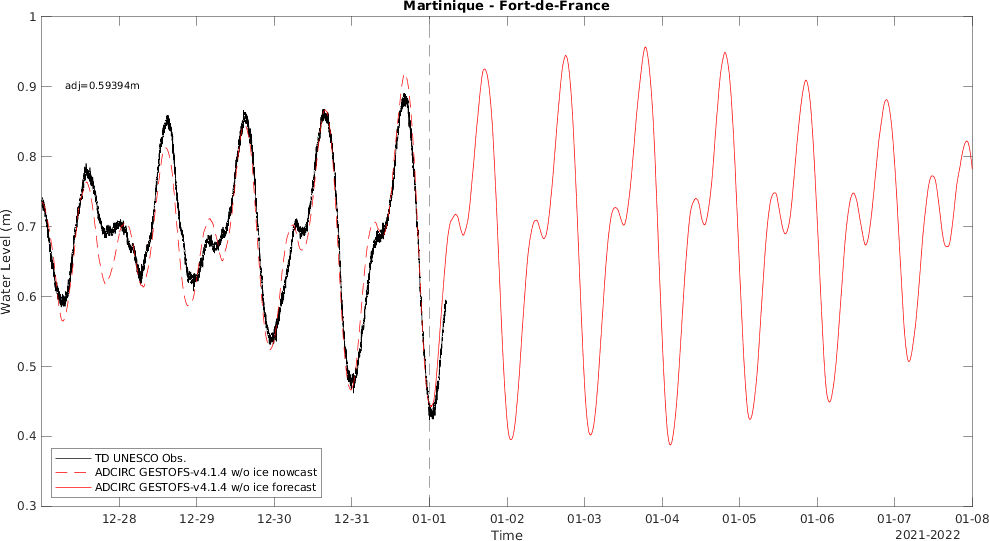 Martinique - Fort-de-France
adj=0.59394m
1
0.9
0.8
0.7
0.6
0.5
0.4
0.3
Water Level (m)
TD UNESCO Obs.
ADCIRC GESTOFS-v4.1.4 w/o ice nowcast
ADCIRC GESTOFS-v4.1.4 w/o ice forecast
12-28 12-29 12-30 12-31 01-01 01-02 01-03 01-04 01-05 01-06 01-07 01-08
Time
2021-2022